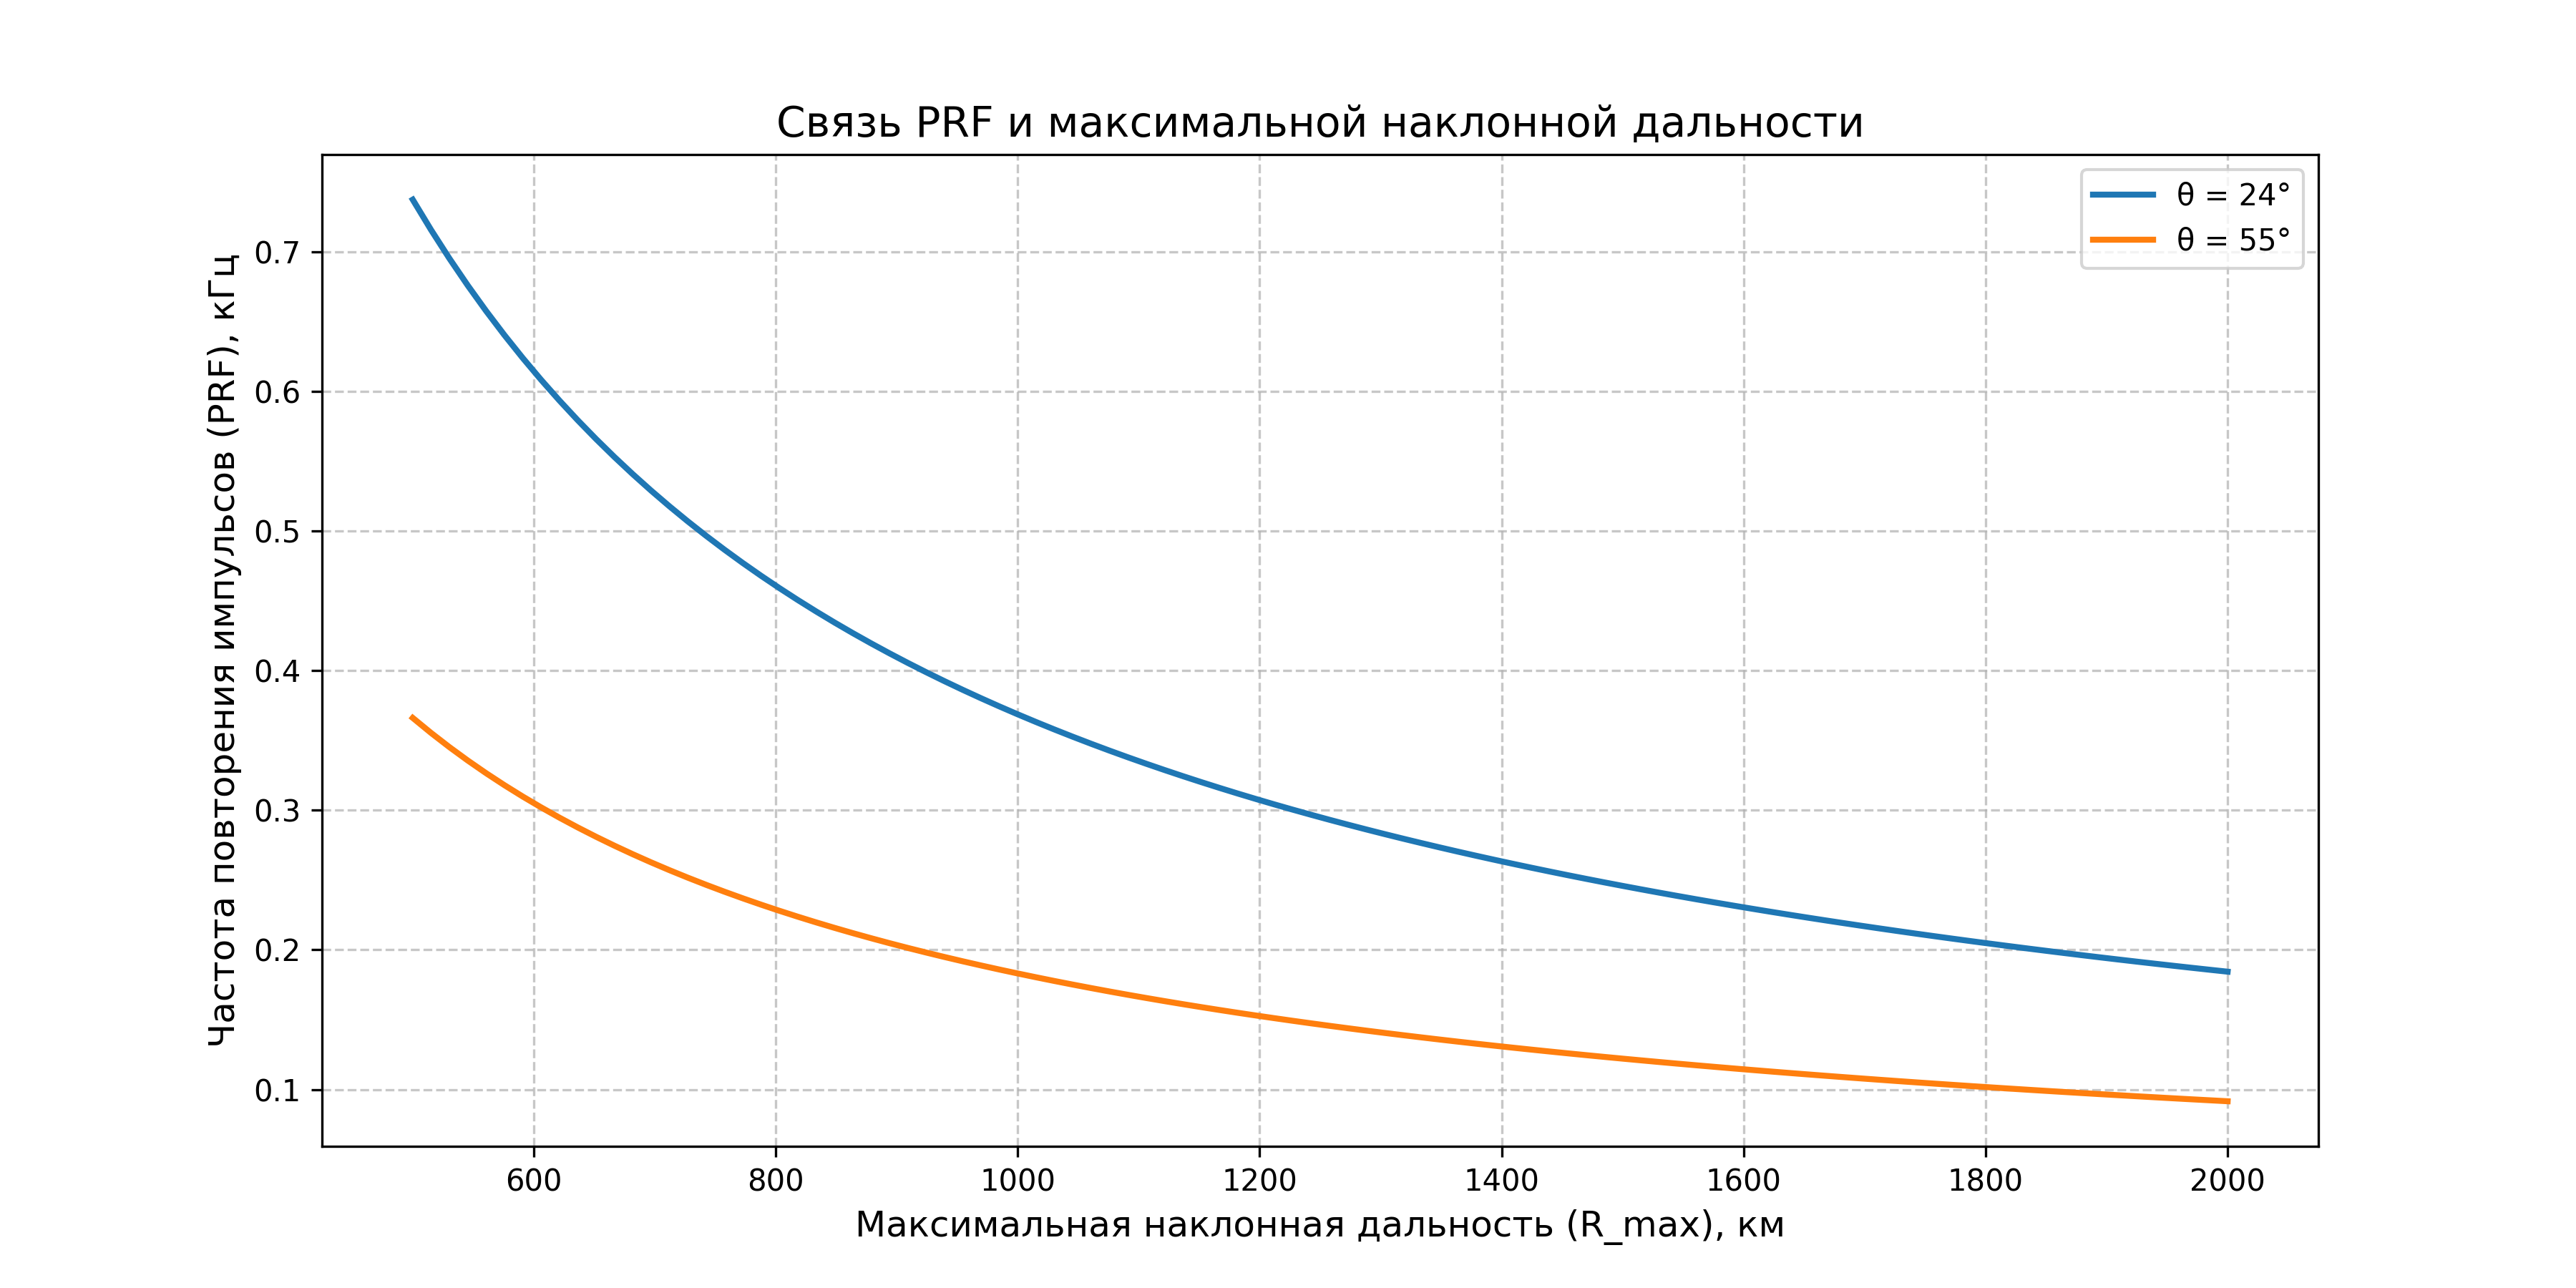 Связь PRF и максимальной наклонной дальности
θ = 24°
θ = 55°
Частота повторения импульсов (PRF), кГц
0.7
0.6
0.5
0.4
0.3
0.2
0.1
600 800 1000 1200 1400 1600 1800 2000
Максимальная наклонная дальность (R_max), км